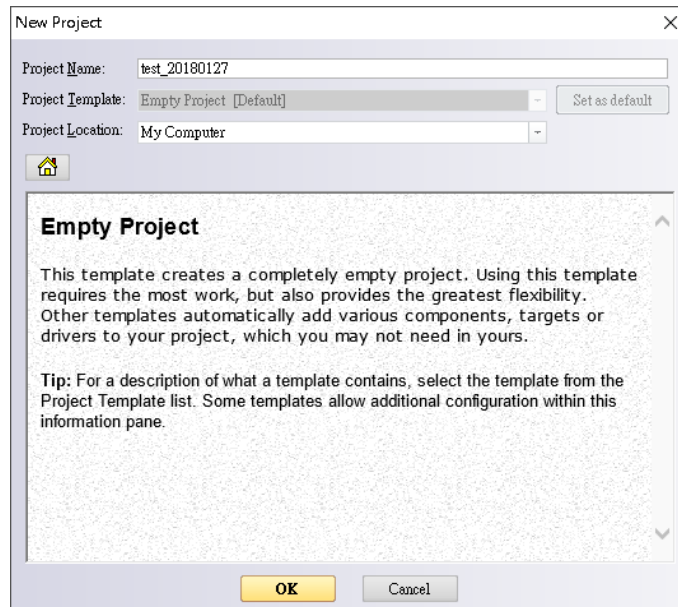 New Project
Project Name: test_20180127
Project Template: Empty Project [Default] Set as default
Project Location: My Computer
Empty Project
This template creates a completely empty project. Using this template
requires the most work, but also provides the greatest flexibility.
Other templates automatically add various components, targets or
drivers to your project, which you may not need in yours.
Tip: For a description of what a template contains, select the template from the
Project Template list. Some templates allow additional configuration within this
information pane.
OK Cancel